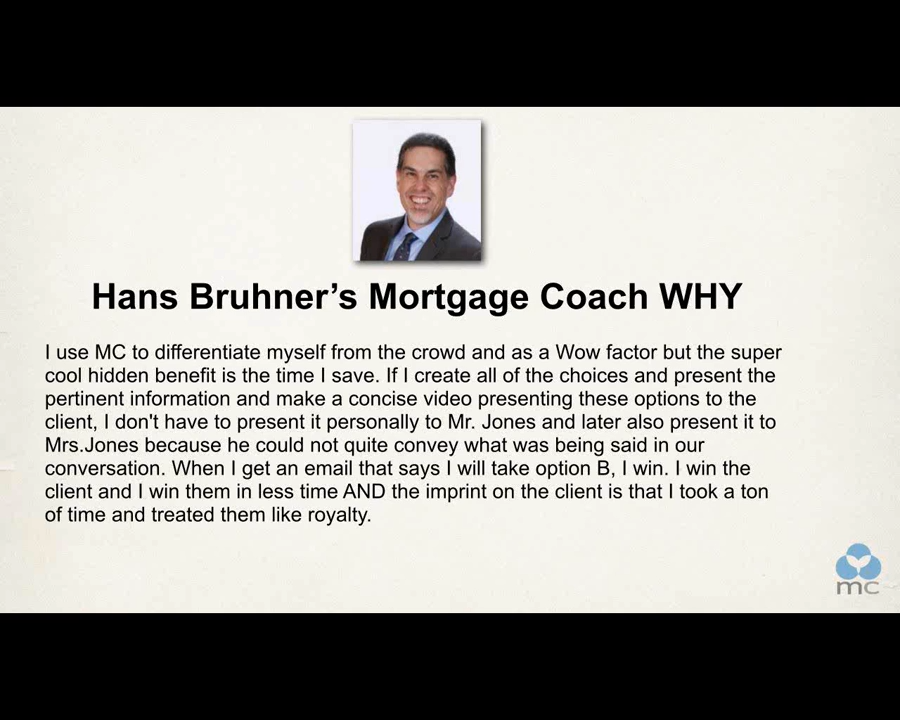 Hans Bruhner’s Mortgage Coach WHY
I use MC to differentiate myself from the crowd and as a Wow factor but the super
cool hidden benefit is the time I save. If I create all of the choices and present the
pertinent information and make a concise video presenting these options to the
client, I don't have to present it personally to Mr. Jones and later also present it to
Mrs.Jones because he could not quite convey what was being said in our
conversation. When I get an email that says I will take option B, I win. I win the
client and I win them in less time AND the imprint on the client is that I took a ton
of time and treated them like royalty.
mc